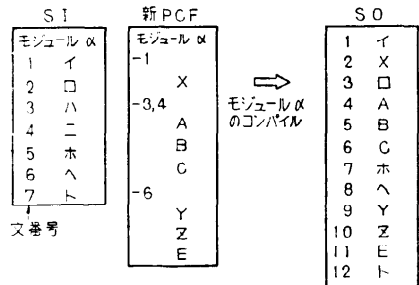 SI
モジュール α
1 イ
2 ロ
3 ハ
4 ニ
5 ホ
6 ヘ
7 ト
文番号
新PCF
モジュール α
-1
X
-3,4
A
B
C
-6
Y
Z
E
モジュール α
のコンパイル
SO
1 イ
2 X
3 ロ
4 A
5 B
6 C
7 ホ
8 ヘ
9 Y
10 Z
11 E
12 ト